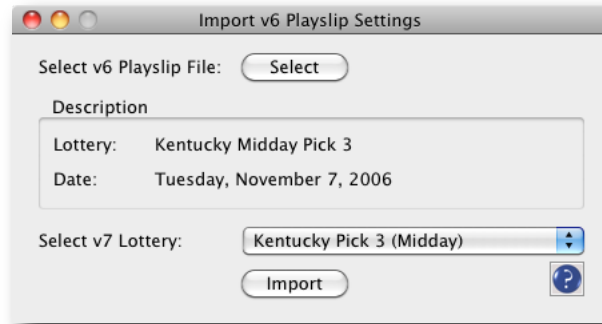 Import v6 Playslip Settings
Select v6 Playslip File: Select
Description
Lottery: Kentucky Midday Pick 3
Date: Tuesday, November 7, 2006
Select v7 Lottery: Kentucky Pick 3 (Midday)
Import ?